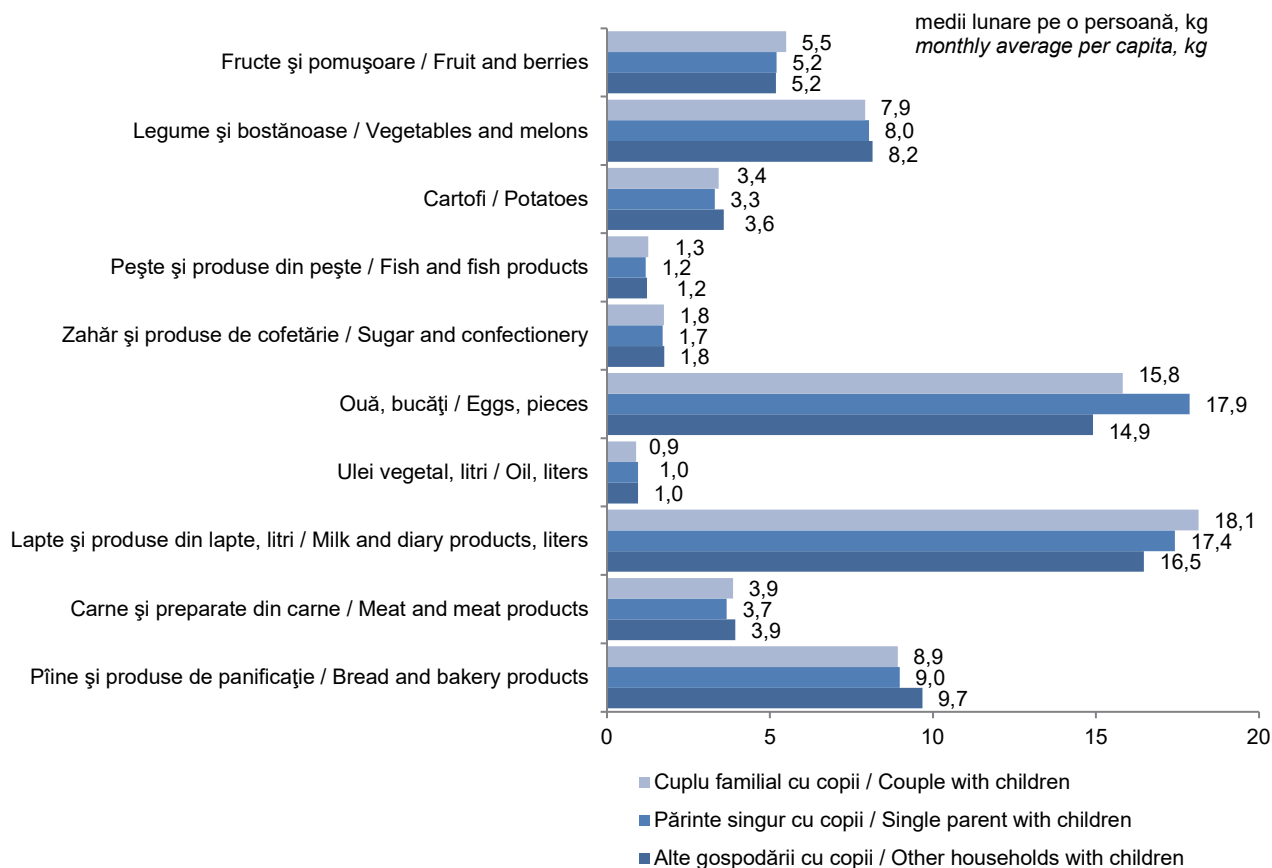 medii lunare pe o persoană, kg
monthly average per capita, kg
Fructe şi pomuşoare / Fruit and berries
5,5
5,2
5,2
Legume şi bostănoase / Vegetables and melons
7,9
8,0
8,2
Cartofi / Potatoes
3,4
3,3
3,6
Peşte şi produse din peşte / Fish and fish products
1,3
1,2
1,2
Zahăr şi produse de cofetărie / Sugar and confectionery
1,8
1,7
1,8
Ouă, bucăţi / Eggs, pieces
15,8
17,9
14,9
Ulei vegetal, litri / Oil, liters
0,9
1,0
1,0
Lapte şi produse din lapte, litri / Milk and diary products, liters
18,1
17,4
16,5
Carne şi preparate din carne / Meat and meat products
3,9
3,7
3,9
Pîine şi produse de panificaţie / Bread and bakery products
8,9
9,0
9,7
0 5 10 15 20
Cuplu familial cu copii / Couple with children
Părinte singur cu copii / Single parent with children
Alte gospodării cu copii / Other households with children